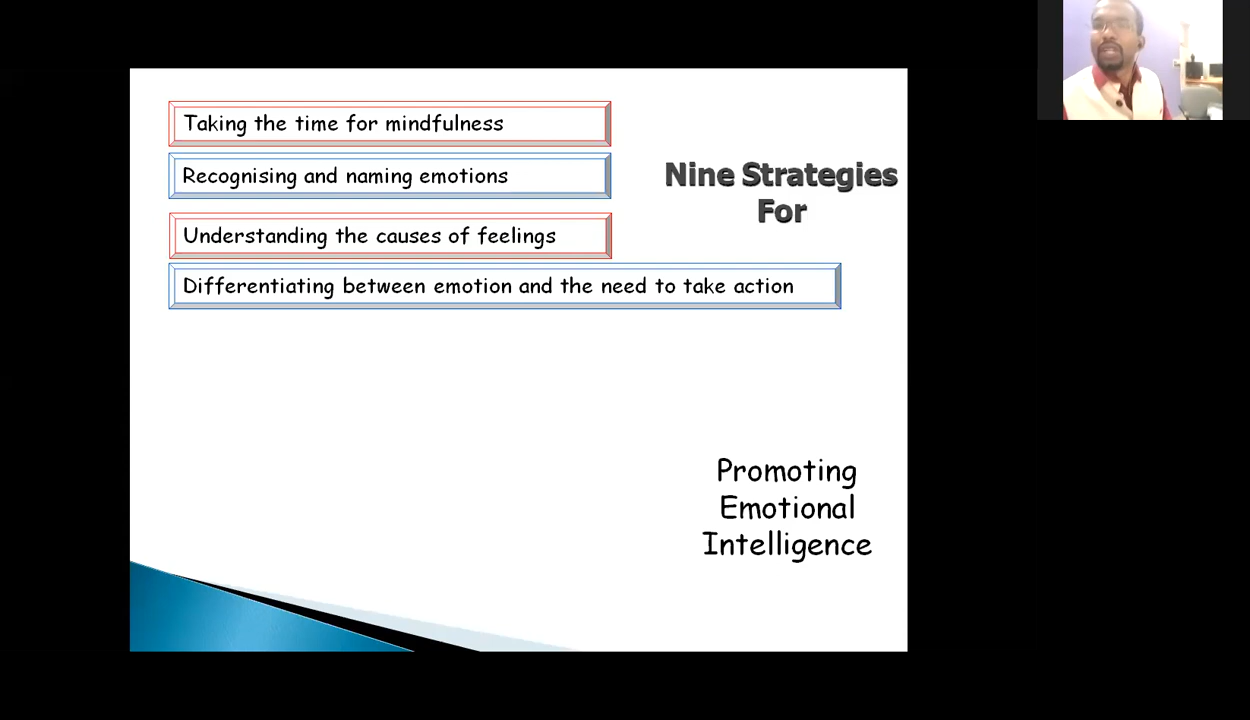 Taking the time for mindfulness
Recognising and naming emotions
Understanding the causes of feelings
Differentiating between emotion and the need to take action
Nine Strategies
For
Promoting
Emotional
Intelligence